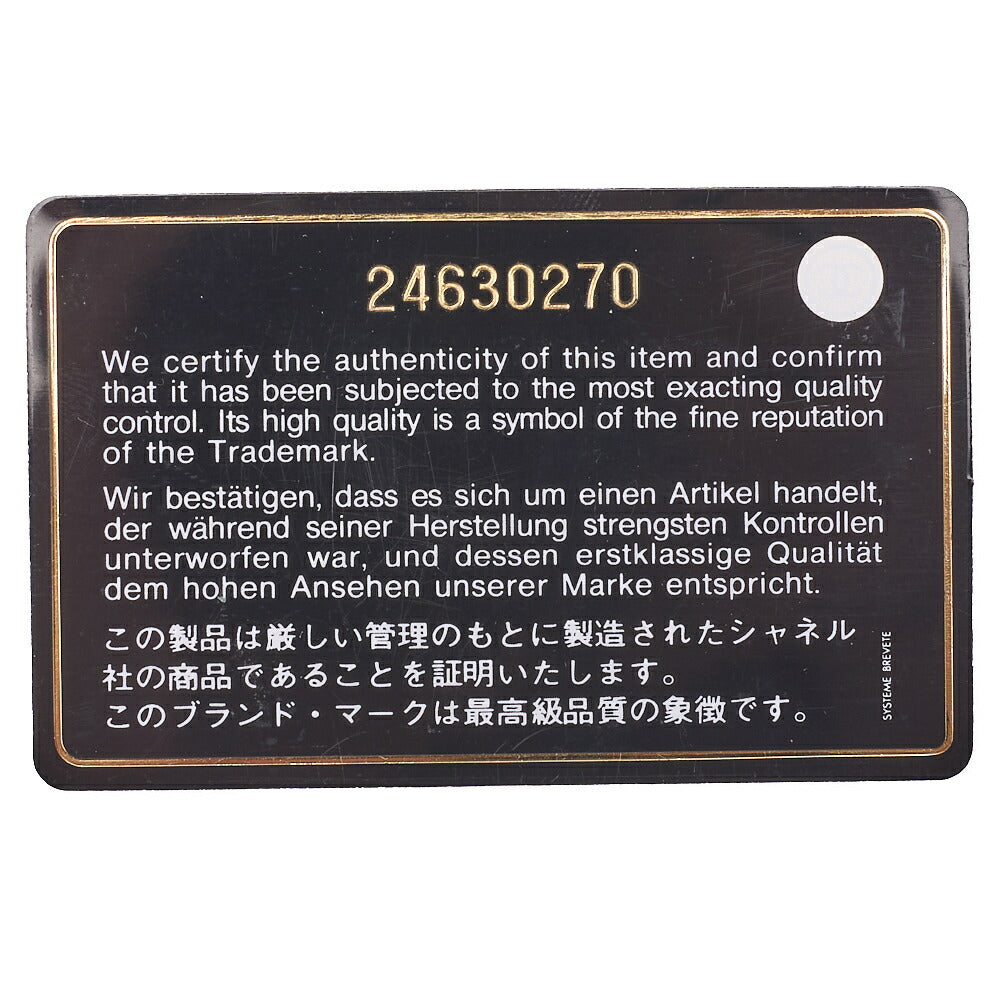 24630270
We certify the authenticity of this item and confirm
that it has been subjected to the most exacting quality
control. Its high quality is a symbol of the fine reputation
of the Trademark.
Wir bestätigen, dass es sich um einen Artikel handelt,
der während seiner Herstellung strengsten Kontrollen
unterworfen war, und dessen erstklassige Qualität
dem hohen Ansehen unserer Marke entspricht.
この製品は厳しい管理のもとに製造されたシャネル
社の商品であることを証明いたします。
このブランド・マークは最高級品質の象徴です。
SYSTEME BREVETE